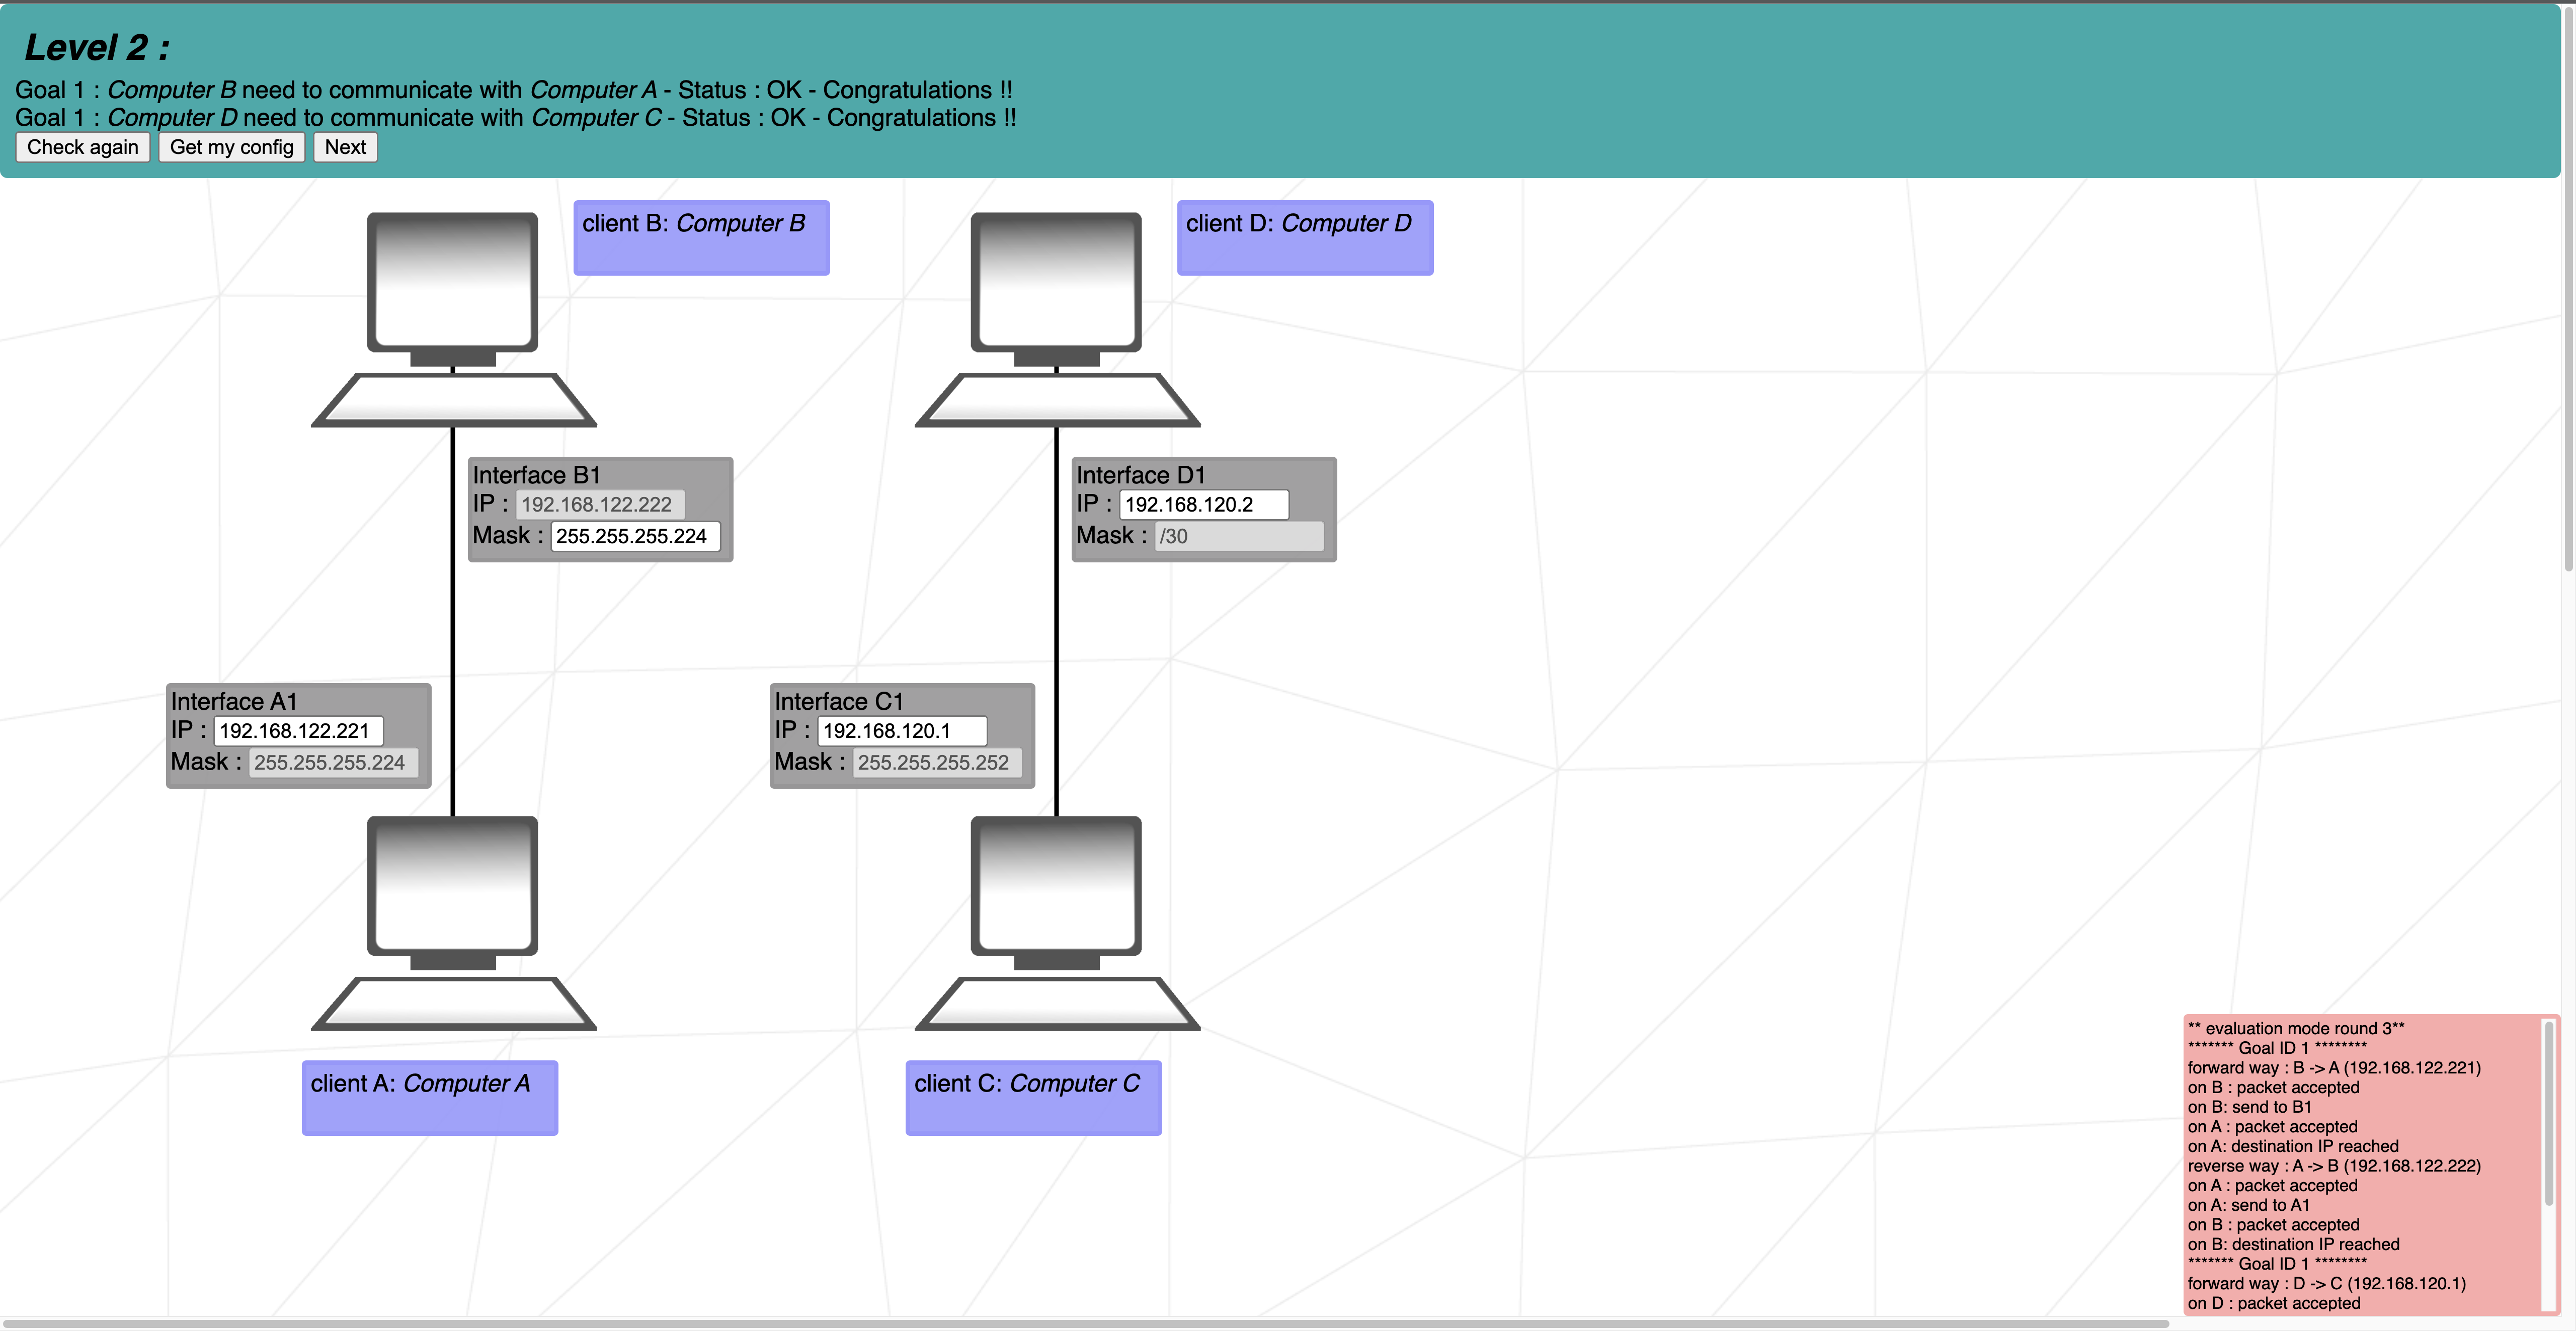 Level 2 :
Goal 1 : Computer B need to communicate with Computer A - Status : OK - Congratulations !!
Goal 1 : Computer D need to communicate with Computer C - Status : OK - Congratulations !!
Check again Get my config Next
client B: Computer B
client D: Computer D
Interface B1
IP : 192.168.122.222
Mask : 255.255.255.224
Interface D1
IP : 192.168.120.2
Mask : /30
Interface A1
IP : 192.168.122.221
Mask : 255.255.255.224
Interface C1
IP : 192.168.120.1
Mask : 255.255.255.252
client A: Computer A
client C: Computer C
** evaluation mode round 3**
******* Goal ID 1 ********
forward way : B -> A (192.168.122.221)
on B : packet accepted
on B: send to B1
on A : packet accepted
on A: destination IP reached
reverse way : A -> B (192.168.122.222)
on A : packet accepted
on A: send to A1
on B : packet accepted
on B: destination IP reached
******* Goal ID 1 ********
forward way : D -> C (192.168.120.1)
on D : packet accepted